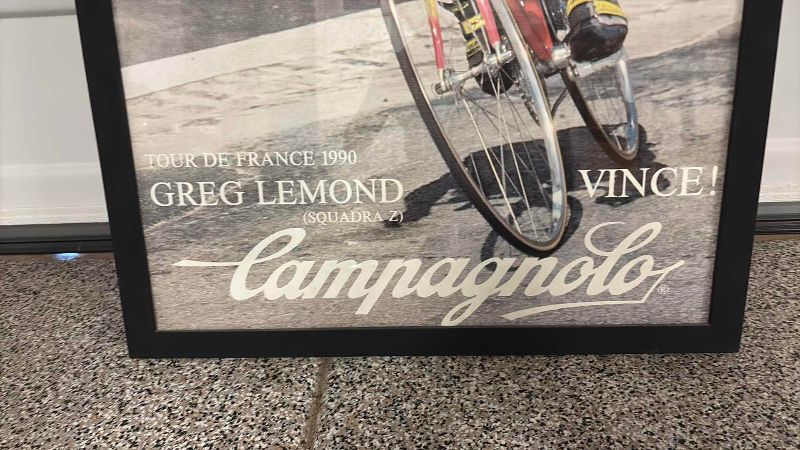 TOUR DE FRANCE 1990
GREG LEMOND
(SQUADRA Z)
VINCE!
Campagnolo®